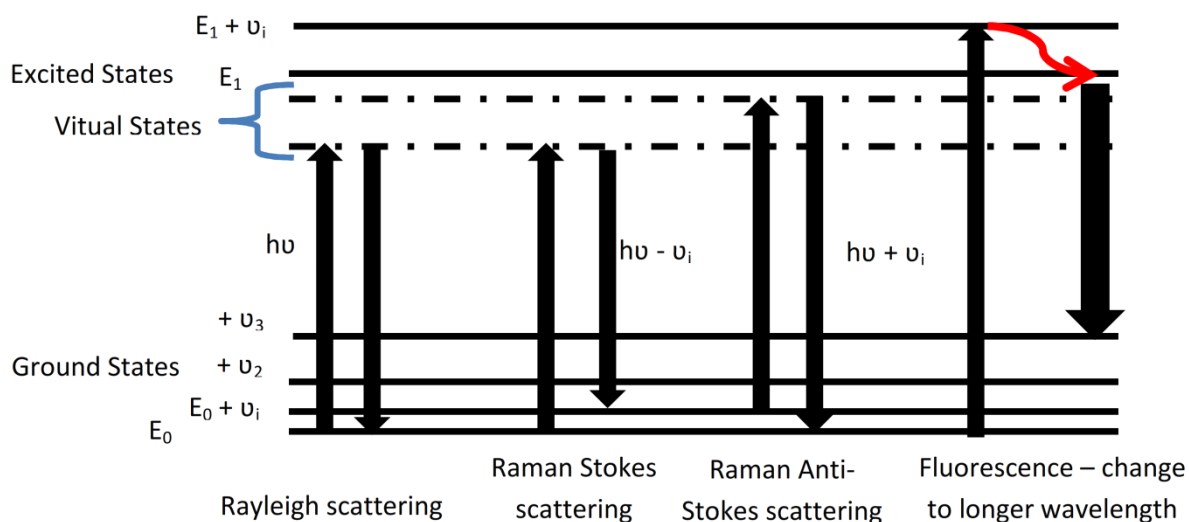 E₁ + υᵢ
Excited States
E₁
Vitual States
hυ
hυ - υᵢ
hυ + υᵢ
+ υ₃
Ground States
+ υ₂
E₀ + υᵢ
E₀
Rayleigh scattering
Raman Stokes
scattering
Raman Anti-
Stokes scattering
Fluorescence – change
to longer wavelength